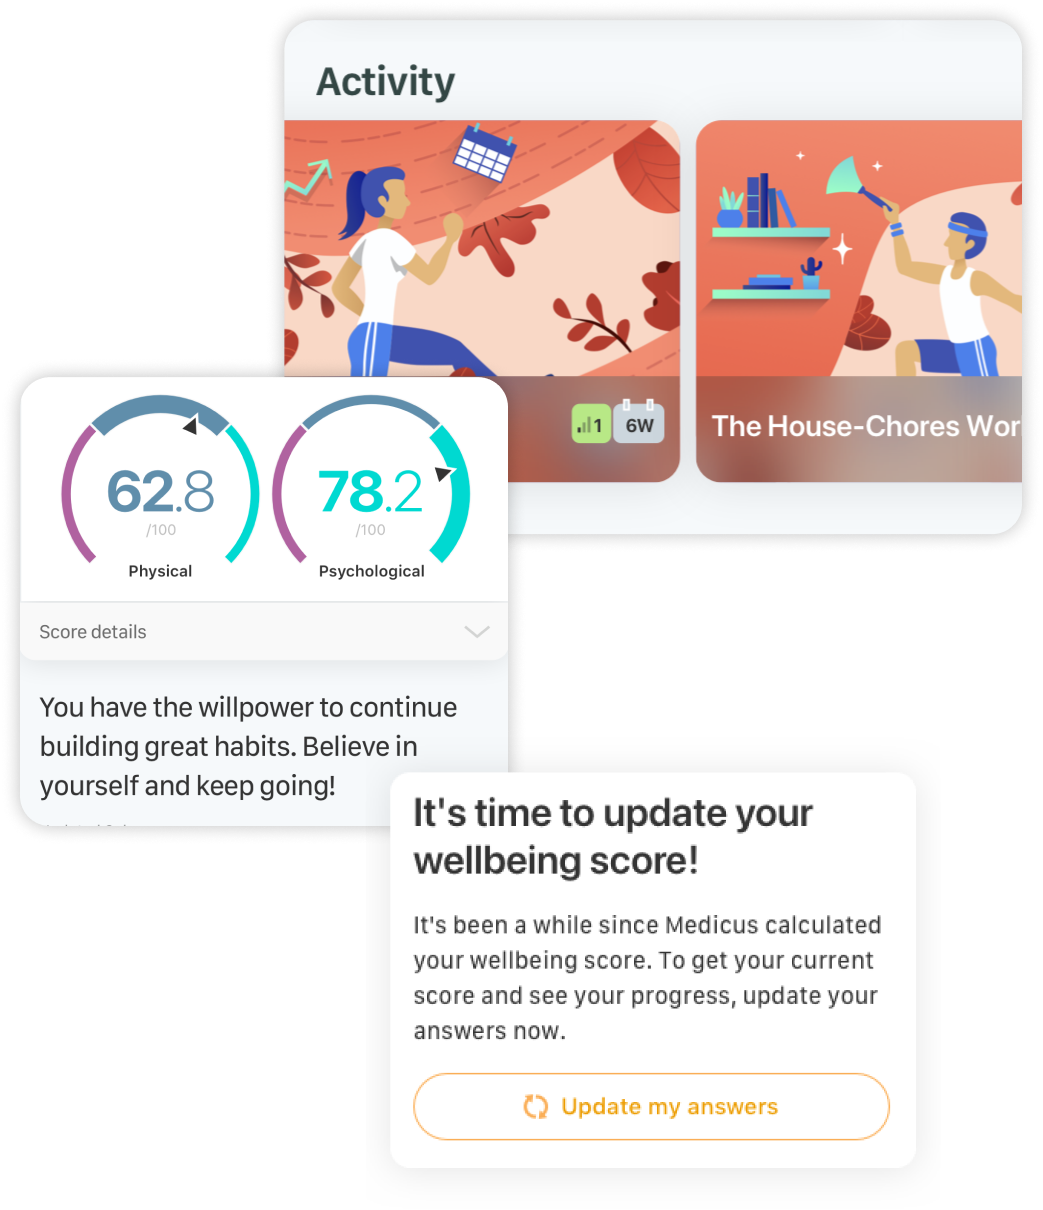 Activity
1 6W
The House-Chores
62.8
/100
Physical
78.2
/100
Psychological
Score details
You have the willpower to continue
building great habits. Believe in
yourself and keep going!
It's time to update your
wellbeing score!
It's been a while since Medicus calculated
your wellbeing score. To get your current
score and see your progress, update your
answers now.
Update my answers